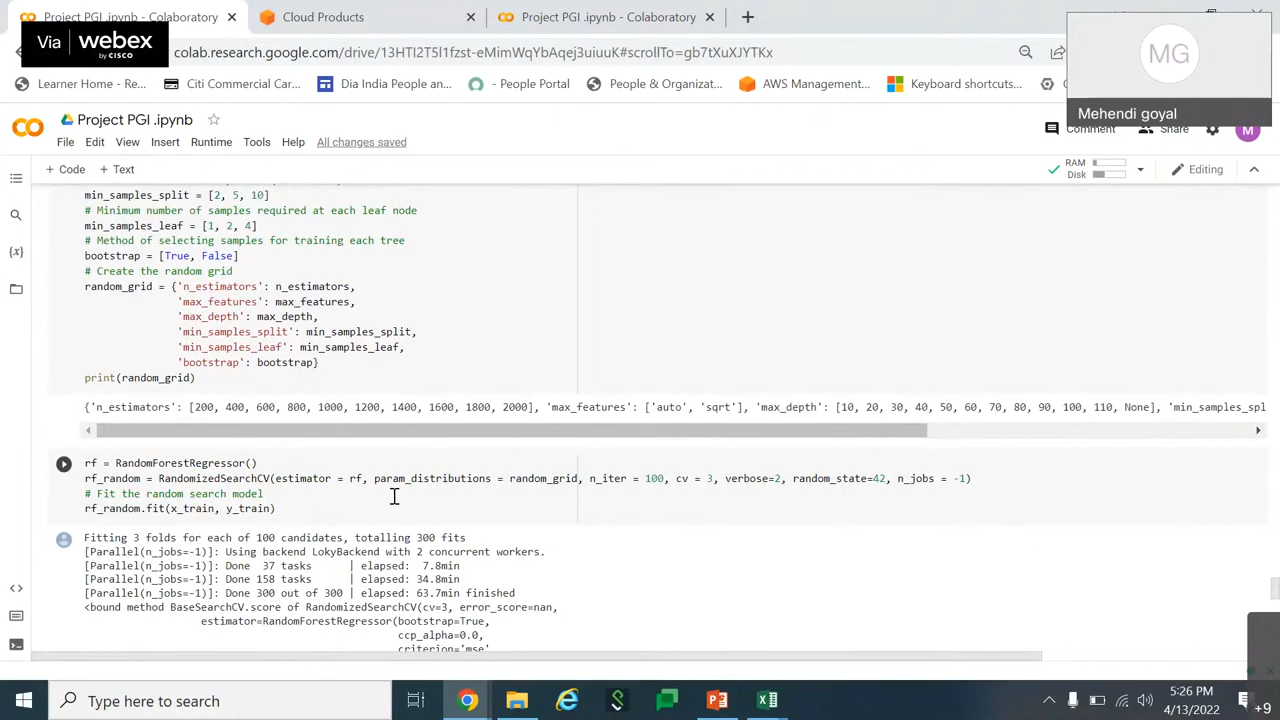 Project PGI .ipynb - Colaboratory
Cloud Products
Project PGI .ipynb - Colaboratory
Via webex by CISCO
colab.research.google.com/drive/13HTI2T5l1fzst-eMimWqYbAqej3uiuuK#scrollTo=gb7tXuXJYTKx
MG
Learner Home - Re...
Citi Commercial Car...
Dia India People an...
- People Portal
People & Organizat...
AWS Management...
Keyboard shortcuts...
Mehendi goyal
Project PGI .ipynb
Comment
Share
M
File Edit View Insert Runtime Tools Help All changes saved
+ Code + Text
RAM
Disk
Editing
min_samples_split = [2, 5, 10]
# Minimum number of samples required at each leaf node
min_samples_leaf = [1, 2, 4]
# Method of selecting samples for training each tree
bootstrap = [True, False]
# Create the random grid
random_grid = {'n_estimators': n_estimators,
'max_features': max_features,
'max_depth': max_depth,
'min_samples_split': min_samples_split,
'min_samples_leaf': min_samples_leaf,
'bootstrap': bootstrap}
print(random_grid)
{'n_estimators': [200, 400, 600, 800, 1000, 1200, 1400, 1600, 1800, 2000], 'max_features': ['auto', 'sqrt'], 'max_depth': [10, 20, 30, 40, 50, 60, 70, 80, 90, 100, 110, None], 'min_samples_spl
rf = RandomForestRegressor()
rf_random = RandomizedSearchCV(estimator = rf, param_distributions = random_grid, n_iter = 100, cv = 3, verbose=2, random_state=42, n_jobs = -1)
# Fit the random search model
rf_random.fit(x_train, y_train)
Fitting 3 folds for each of 100 candidates, totalling 300 fits
[Parallel(n_jobs=-1)]: Using backend LokyBackend with 2 concurrent workers.
[Parallel(n_jobs=-1)]: Done 37 tasks | elapsed: 7.8min
[Parallel(n_jobs=-1)]: Done 158 tasks | elapsed: 34.8min
[Parallel(n_jobs=-1)]: Done 300 out of 300 | elapsed: 63.7min finished
<bound method BaseSearchCV.score of RandomizedSearchCV(cv=3, error_score=nan,
estimator=RandomForestRegressor(bootstrap=True,
ccp_alpha=0.0,
criterion='mse',
Type here to search
5:26 PM
4/13/2022
+9